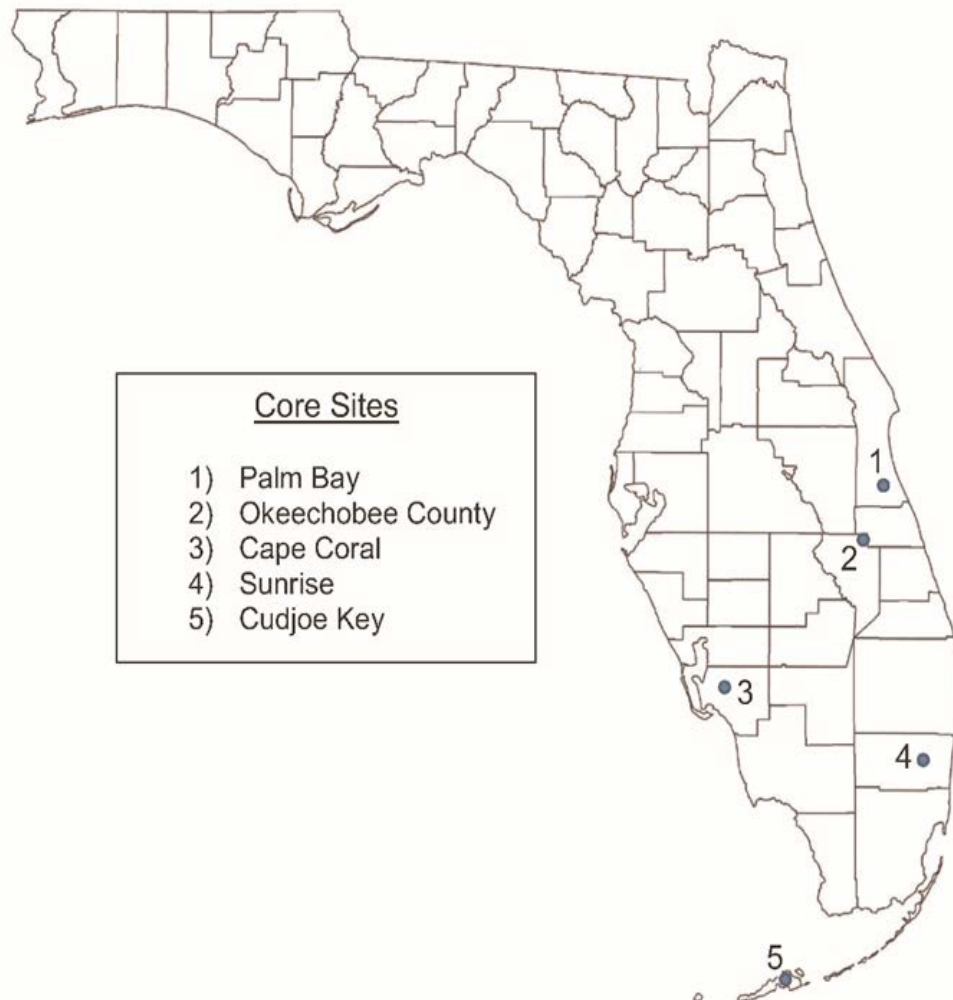 Core Sites
1) Palm Bay
2) Okeechobee County
3) Cape Coral
4) Sunrise
5) Cudjoe Key
1
2
3
4
5